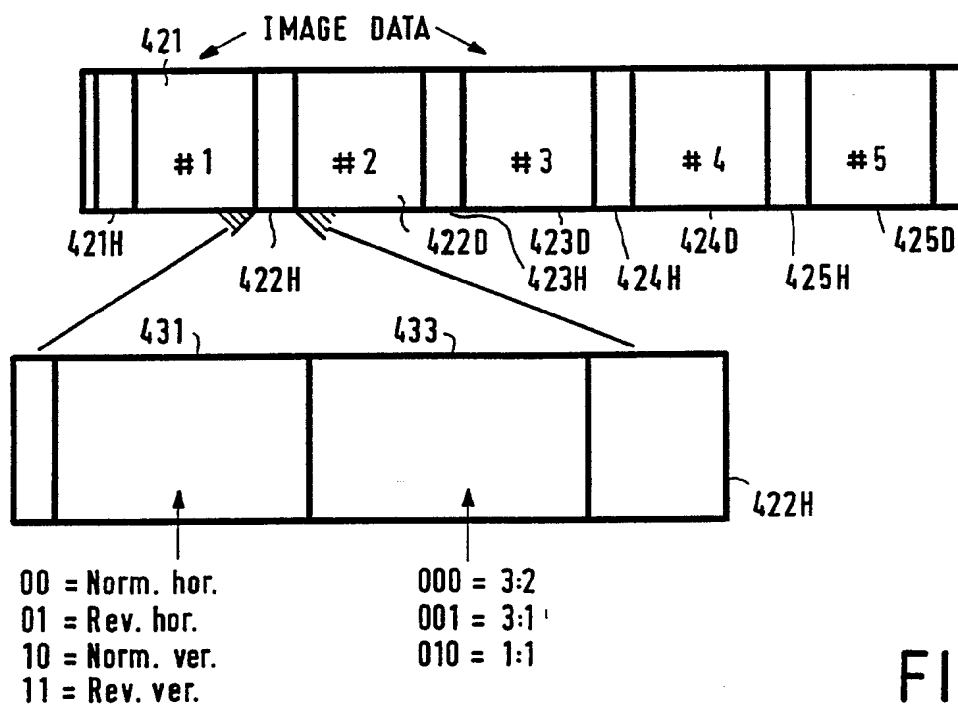 IMAGE DATA
421
#1 #2 #3 #4 #5
421H 422H 422D 423H 423D 424H 424D 425H 425D
431 433
422H
00 = Norm. hor. 000 = 3:2
01 = Rev. hor. 001 = 3:1
10 = Norm. ver. 010 = 1:1
11 = Rev. ver.
FI